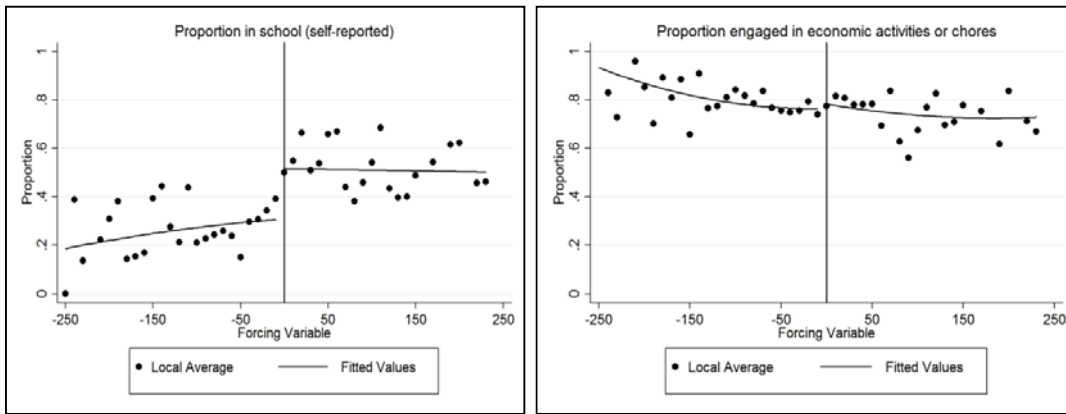 Proportion in school (self-reported)
Proportion
1
.8
.6
.4
.2
0
-250
-150
-50
50
150
250
Forcing Variable
Local Average
Fitted Values
Proportion engaged in economic activities or chores
Proportion
1
.8
.6
.4
.2
0
-250
-150
-50
50
150
250
Forcing Variable
Local Average
Fitted Values